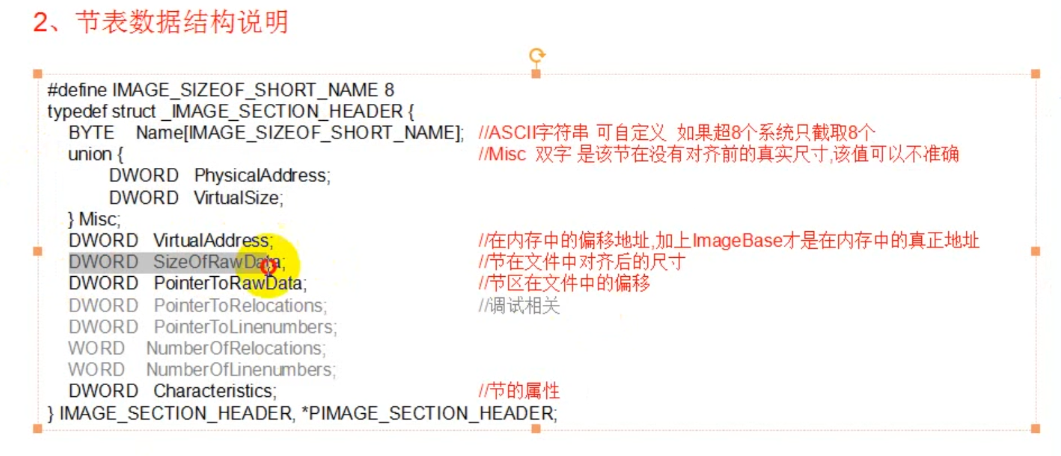 2、节表数据结构说明
#define IMAGE_SIZEOF_SHORT_NAME 8
typedef struct _IMAGE_SECTION_HEADER {
BYTE Name[IMAGE_SIZEOF_SHORT_NAME]; //ASCII字符串 可自定义 如果超8个系统只截取8个
union { //Misc 双字 是该节在没有对齐前的真实尺寸,该值可以不准确
DWORD PhysicalAddress;
DWORD VirtualSize;
} Misc;
DWORD VirtualAddress; //在内存中的偏移地址,加上ImageBase才是在内存中的真正地址
DWORD SizeOfRawData; //节在文件中对齐后的尺寸
DWORD PointerToRawData; //节区在文件中的偏移
DWORD PointerToRelocations; //调试相关
DWORD PointerToLinenumbers;
WORD NumberOfRelocations;
WORD NumberOfLinenumbers;
DWORD Characteristics; //节的属性
} IMAGE_SECTION_HEADER, *PIMAGE_SECTION_HEADER;